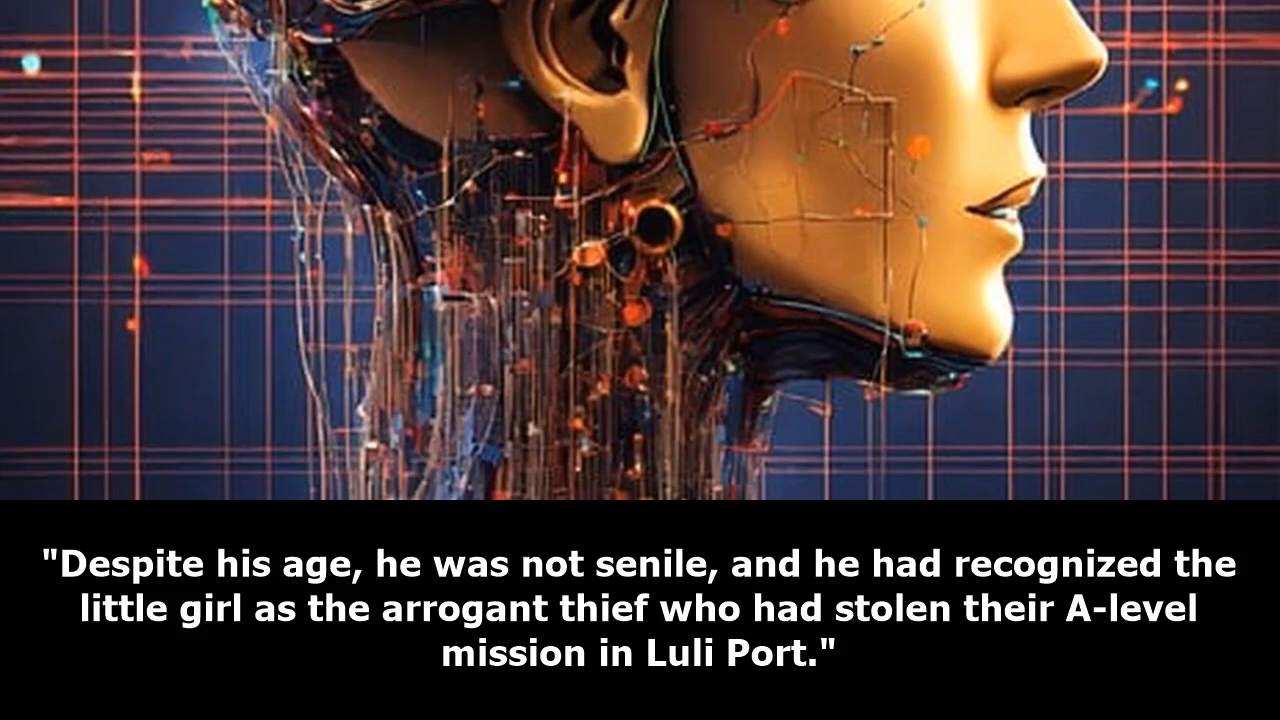 "Despite his age, he was not senile, and he had recognized the
little girl as the arrogant thief who had stolen their A-level
mission in Luli Port."